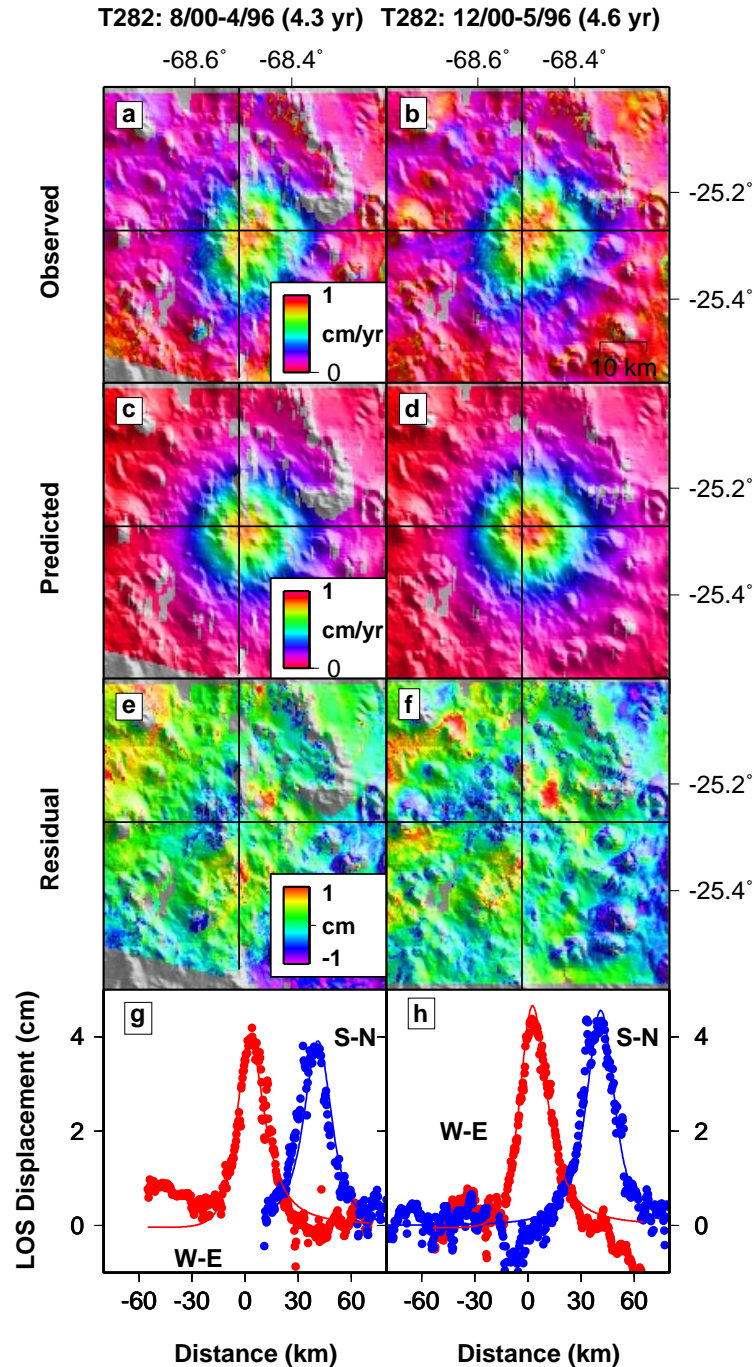 T282: 8/00-4/96 (4.3 yr) T282: 12/00-5/96 (4.6 yr)
-68.6° -68.4° -68.6° -68.4°
a b
Observed
-25.2°
-25.4°
1
cm/yr
0
10 km
c d
Predicted
-25.2°
-25.4°
1
cm/yr
0
e f
Residual
-25.2°
-25.4°
1
cm
-1
g h
LOS Displacement (cm)
4
2
0
S-N
W-E
S-N
W-E
4
2
0
-60 -30 0 30 60 -60 -30 0 30 60
Distance (km) Distance (km)